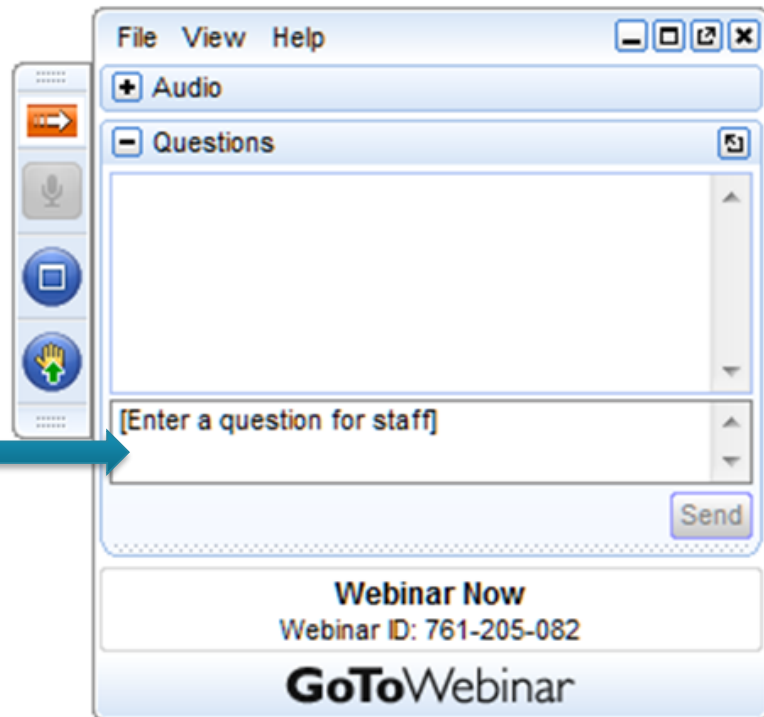 File View Help
Audio
Questions
[Enter a question for staff]
Send
Webinar Now
Webinar ID: 761-205-082
GoToWebinar